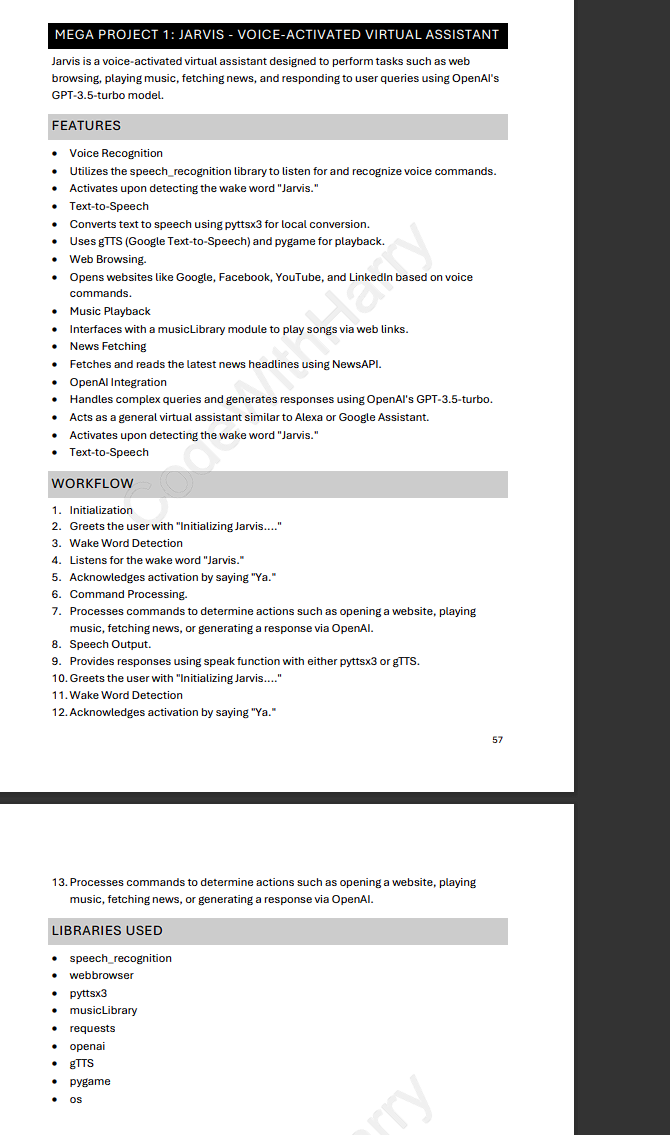 MEGA PROJECT 1: JARVIS - VOICE-ACTIVATED VIRTUAL ASSISTANT
Jarvis is a voice-activated virtual assistant designed to perform tasks such as web
browsing, playing music, fetching news, and responding to user queries using OpenAI's
GPT-3.5-turbo model.
FEATURES
• Voice Recognition
• Utilizes the speech_recognition library to listen for and recognize voice commands.
• Activates upon detecting the wake word "Jarvis."
• Text-to-Speech
• Converts text to speech using pyttsx3 for local conversion.
• Uses gTTS (Google Text-to-Speech) and pygame for playback.
• Web Browsing.
• Opens websites like Google, Facebook, YouTube, and LinkedIn based on voice
commands.
• Music Playback
• Interfaces with a musicLibrary module to play songs via web links.
• News Fetching
• Fetches and reads the latest news headlines using NewsAPI.
• OpenAI Integration
• Handles complex queries and generates responses using OpenAI's GPT-3.5-turbo.
• Acts as a general virtual assistant similar to Alexa or Google Assistant.
• Activates upon detecting the wake word "Jarvis."
• Text-to-Speech
CodeWithHarry
WORKFLOW
1. Initialization
2. Greets the user with "Initializing Jarvis...."
3. Wake Word Detection
4. Listens for the wake word "Jarvis."
5. Acknowledges activation by saying "Ya."
6. Command Processing.
7. Processes commands to determine actions such as opening a website, playing
music, fetching news, or generating a response via OpenAI.
8. Speech Output.
9. Provides responses using speak function with either pyttsx3 or gTTS.
10. Greets the user with "Initializing Jarvis...."
11. Wake Word Detection
12. Acknowledges activation by saying "Ya."
57
13. Processes commands to determine actions such as opening a website, playing
music, fetching news, or generating a response via OpenAI.
LIBRARIES USED
• speech_recognition
• webbrowser
• pyttsx3
• musicLibrary
• requests
• openai
• gTTS
• pygame
• os
arry